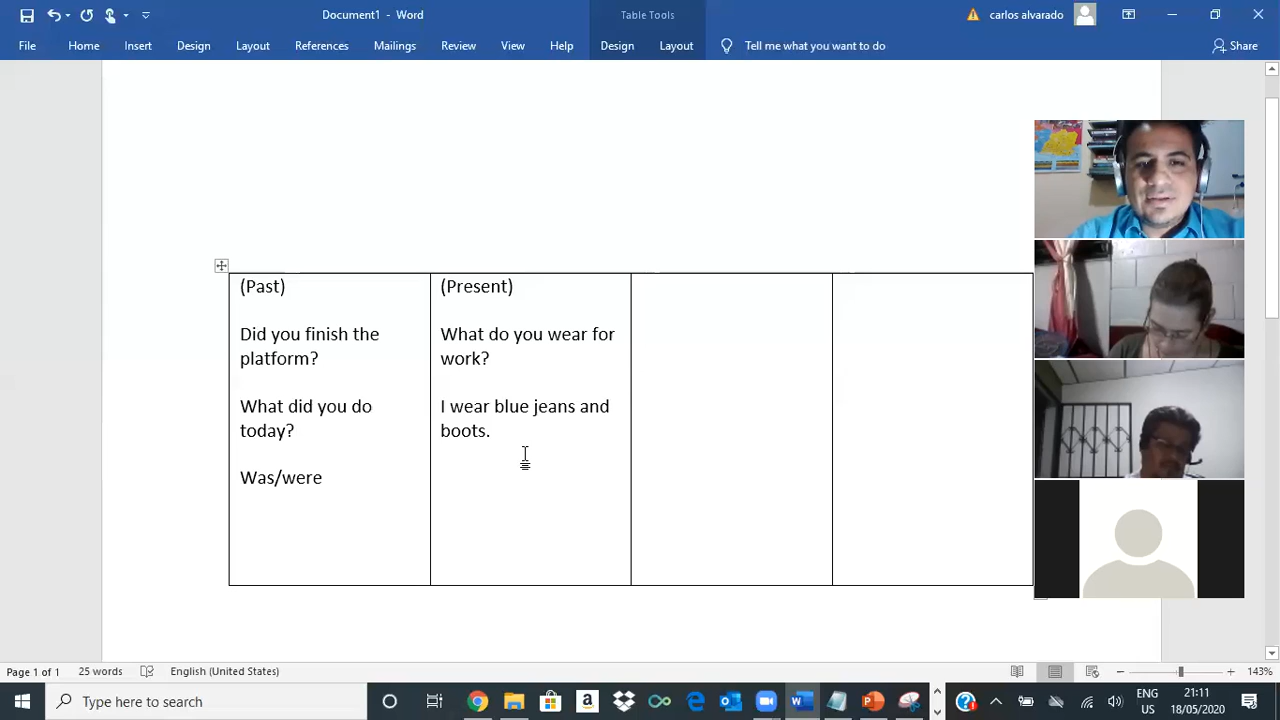 Document1 - Word
Table Tools
carlos alvarado
File Home Insert Design Layout References Mailings Review View Help Design Layout Tell me what you want to do Share
(Past)
Did you finish the
platform?
What did you do
today?
Was/were
(Present)
What do you wear for
work?
I wear blue jeans and
boots.
Page 1 of 1 25 words English (United States) 143%
Type here to search
ENG
US
21:11
18/05/2020